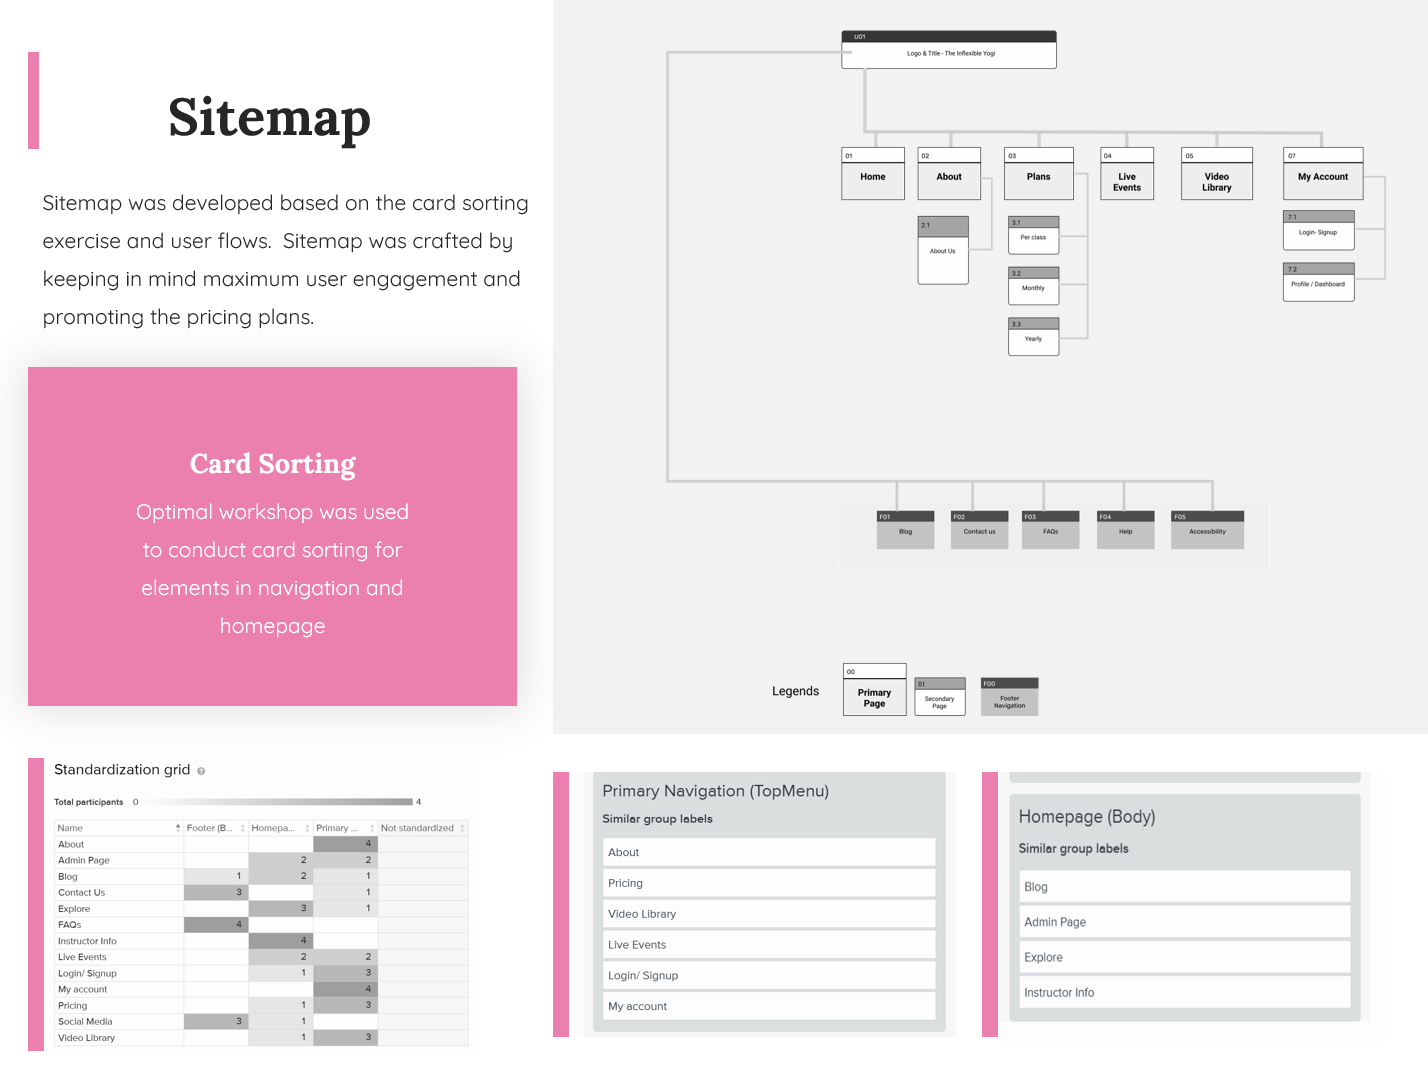 Sitemap
Sitemap was developed based on the card sorting
exercise and user flows.  Sitemap was crafted by
keeping in mind maximum user engagement and
promoting the pricing plans.
Card Sorting
Optimal workshop was used
to conduct card sorting for
elements in navigation and
homepage
U01
Logo & Title - The Inflexible Yogi
01
Home
02
About
03
Plans
04
Live
Events
05
Video
Library
07
My Account
2.1
About Us
3.1
Per class
3.2
Monthly
3.3
Yearly
7.1
Login- Signup
7.2
Profile / Dashboard
F01
Blog
F02
Contact us
F03
FAQs
F04
Help
F05
Accessibility
Legends
00
Primary
Page
01
Secondary
Page
F00
Footer
Navigation
Standardization grid ?
Total participants 0 4
Name Footer (B... Homepa... Primary ... Not standardized
About 4
Admin Page 2 2
Blog 1 2 1
Contact Us 3 1
Explore 3 1
FAQs 4
Instructor Info 4
Live Events 2 2
Login/ Signup 1 3
My account 4
Pricing 1 3
Social Media 3 1
Video Library 1 3
Primary Navigation (TopMenu)
Similar group labels
About
Pricing
Video Library
Live Events
Login/ Signup
My account
Homepage (Body)
Similar group labels
Blog
Admin Page
Explore
Instructor Info